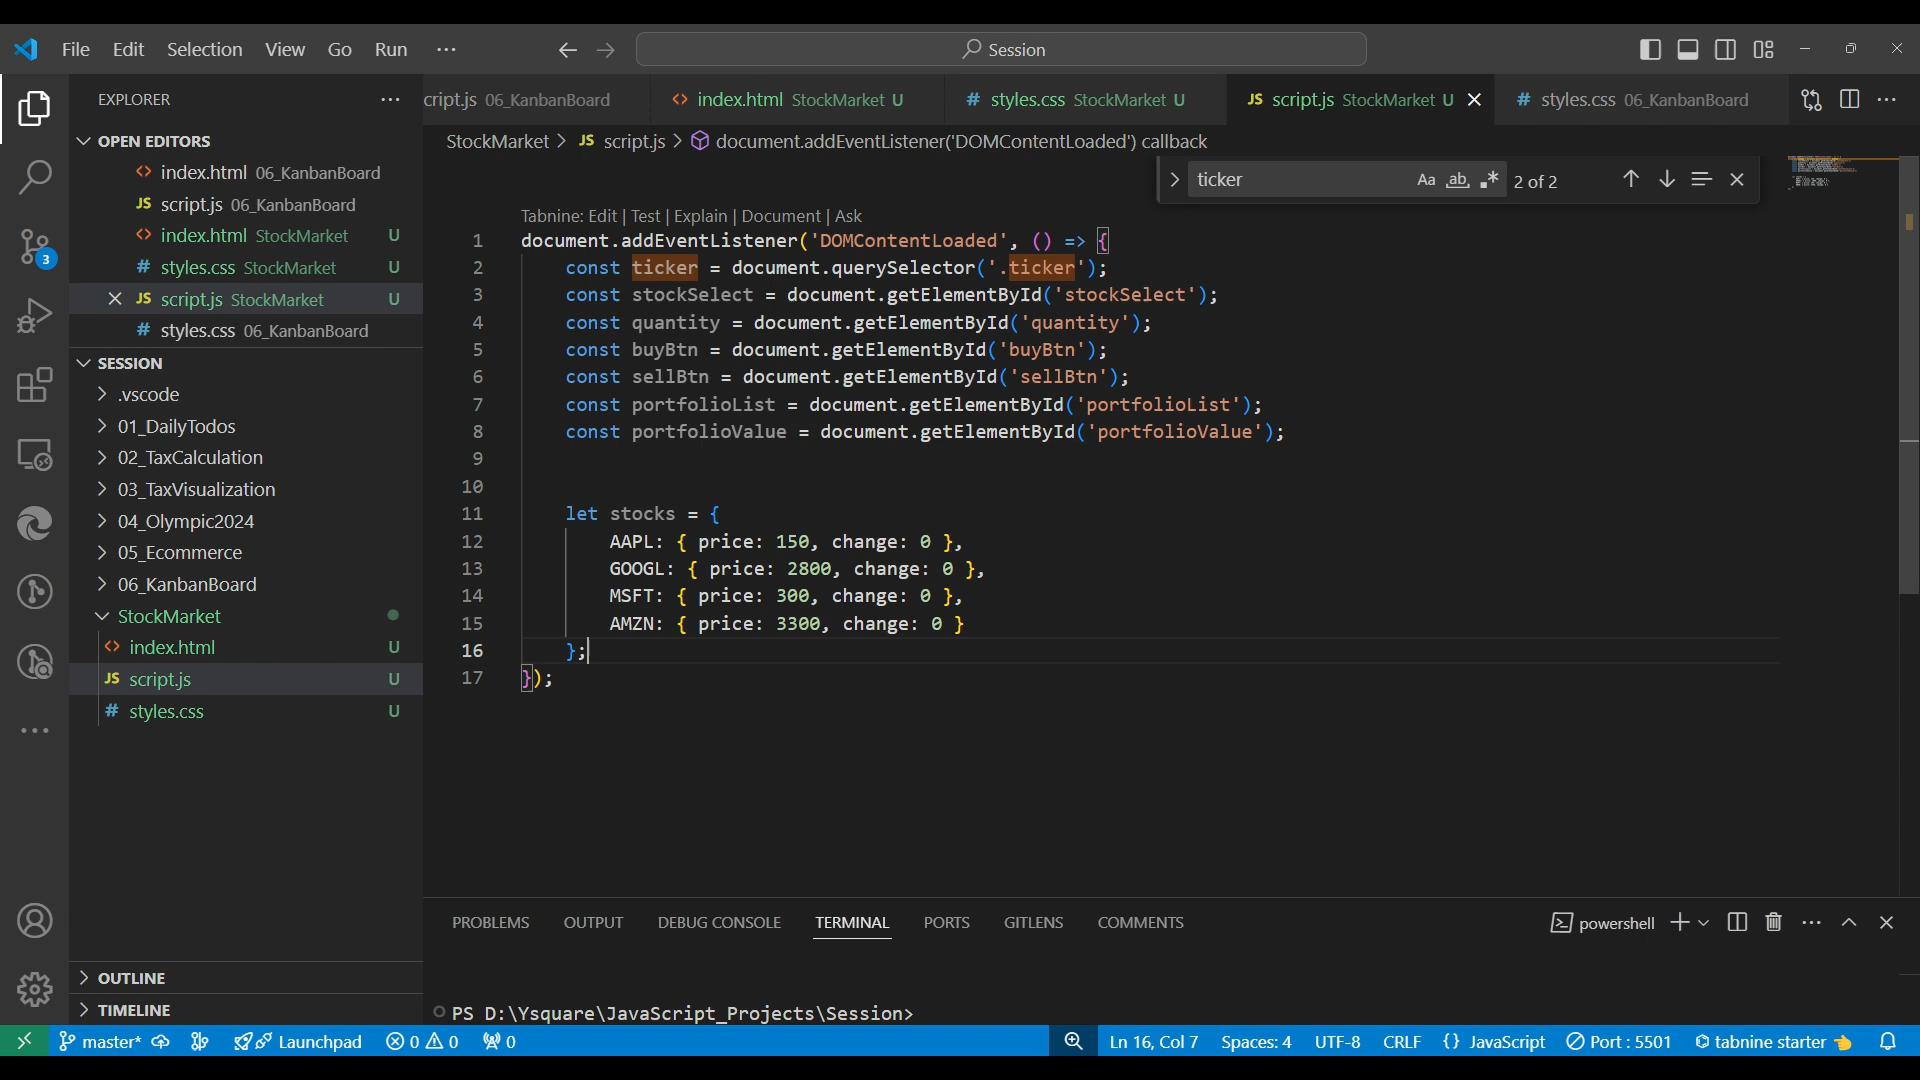 File Edit Selection View Go Run ···
Session
EXPLORER ···
OPEN EDITORS
index.html 06_KanbanBoard
JS script.js 06_KanbanBoard
index.html StockMarket U
# styles.css StockMarket U
JS script.js StockMarket U
# styles.css 06_KanbanBoard
SESSION
.vscode
01_DailyTodos
02_TaxCalculation
03_TaxVisualization
04_Olympic2024
05_Ecommerce
06_KanbanBoard
StockMarket
index.html U
JS script.js U
# styles.css U
OUTLINE
TIMELINE
3
cript.js 06_KanbanBoard
index.html StockMarket U
# styles.css StockMarket U
JS script.js StockMarket U
# styles.css 06_KanbanBoard
StockMarket > JS script.js > document.addEventListener('DOMContentLoaded') callback
ticker Aa ab .* 2 of 2
Tabnine: Edit | Test | Explain | Document | Ask
1 document.addEventListener('DOMContentLoaded', () => {
2 const ticker = document.querySelector('.ticker');
3 const stockSelect = document.getElementById('stockSelect');
4 const quantity = document.getElementById('quantity');
5 const buyBtn = document.getElementById('buyBtn');
6 const sellBtn = document.getElementById('sellBtn');
7 const portfolioList = document.getElementById('portfolioList');
8 const portfolioValue = document.getElementById('portfolioValue');
9
10
11 let stocks = {
12 AAPL: { price: 150, change: 0 },
13 GOOGL: { price: 2800, change: 0 },
14 MSFT: { price: 300, change: 0 },
15 AMZN: { price: 3300, change: 0 }
16 };
17 });
PROBLEMS OUTPUT DEBUG CONSOLE TERMINAL PORTS GITLENS COMMENTS
powershell
PS D:\Ysquare\JavaScript_Projects\Session>
master* Launchpad 0 0 0 Ln 16, Col 7 Spaces: 4 UTF-8 CRLF {} JavaScript Port : 5501 tabnine starter